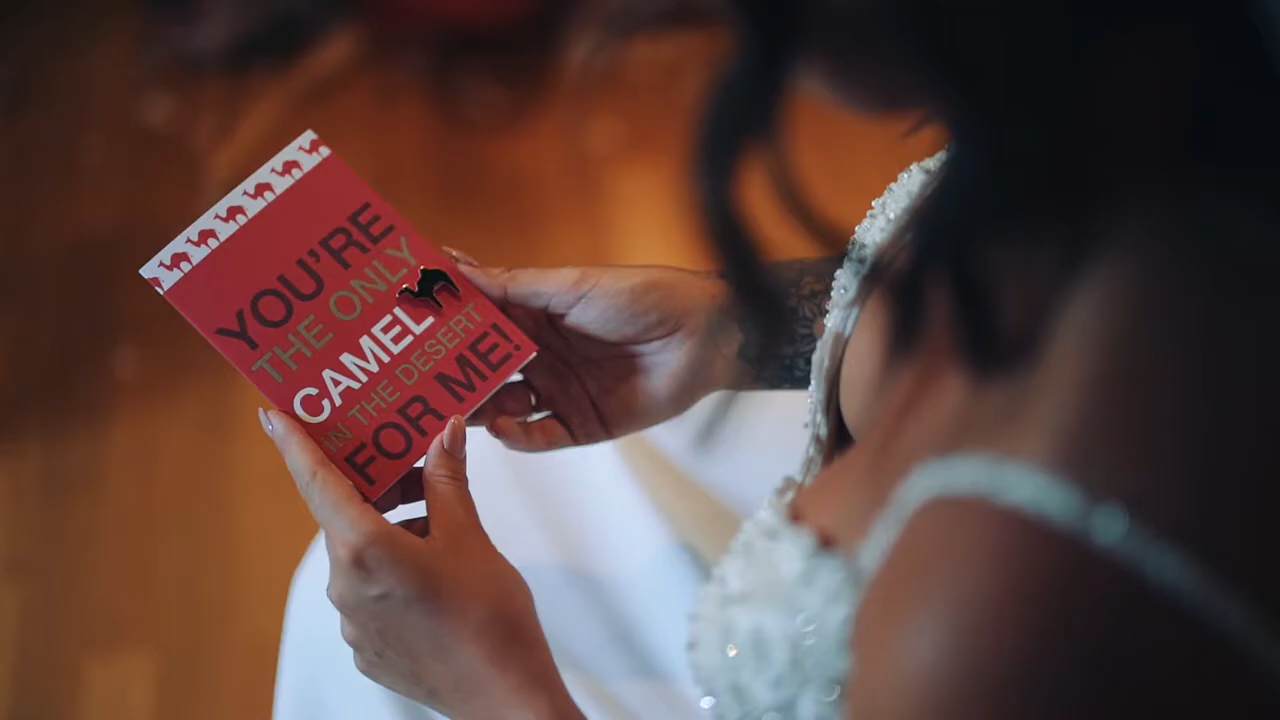 YOU'RE
THE ONLY
CAMEL
IN THE DESERT
FOR ME!